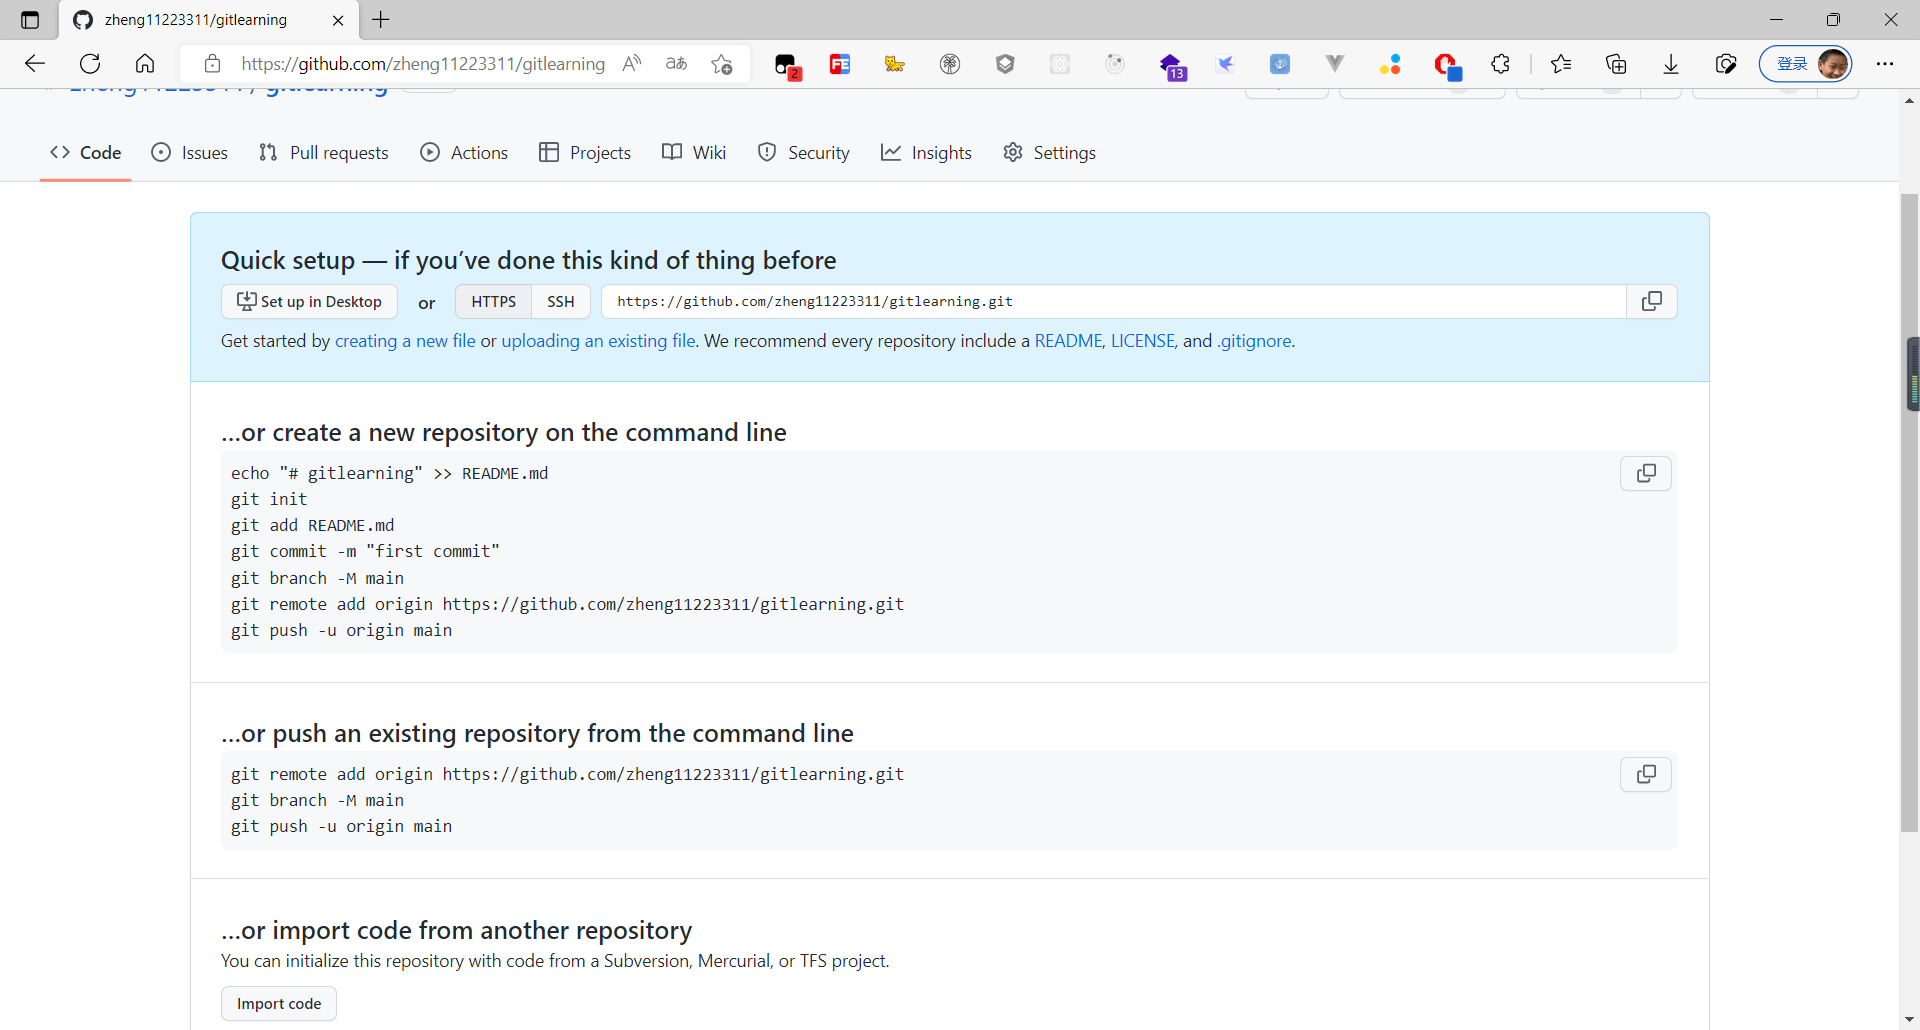 zheng11223311/gitlearning
https://github.com/zheng11223311/gitlearning
A
aあ
2
FE
13
登录
zheng11223311 / gitlearning
Code
Issues
Pull requests
Actions
Projects
Wiki
Security
Insights
Settings
Quick setup — if you’ve done this kind of thing before
Set up in Desktop
or
HTTPS
SSH
https://github.com/zheng11223311/gitlearning.git
Get started by creating a new file or uploading an existing file. We recommend every repository include a README, LICENSE, and .gitignore.
…or create a new repository on the command line
echo "# gitlearning" >> README.md
git init
git add README.md
git commit -m "first commit"
git branch -M main
git remote add origin https://github.com/zheng11223311/gitlearning.git
git push -u origin main
…or push an existing repository from the command line
git remote add origin https://github.com/zheng11223311/gitlearning.git
git branch -M main
git push -u origin main
…or import code from another repository
You can initialize this repository with code from a Subversion, Mercurial, or TFS project.
Import code